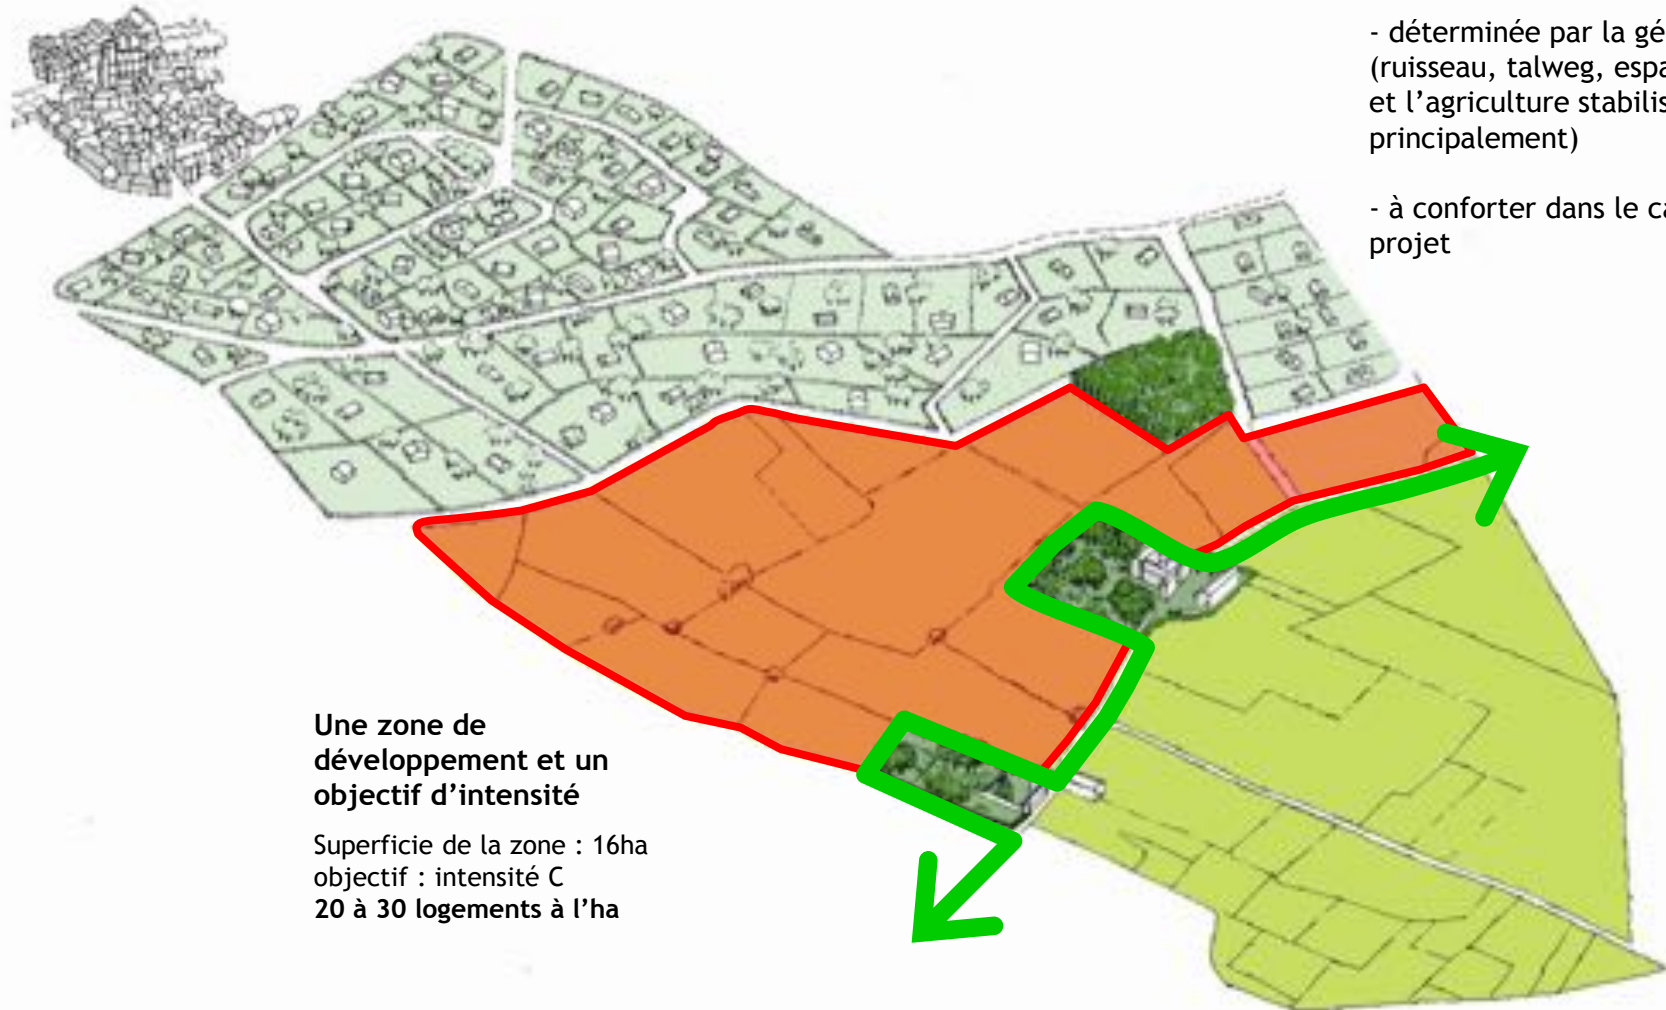 - déterminée par la gé
(ruisseau, talweg, espa
et l’agriculture stabilis
principalement)
- à conforter dans le ca
projet
Une zone de
développement et un
objectif d’intensité
Superficie de la zone : 16ha
objectif : intensité C
20 à 30 logements à l’ha